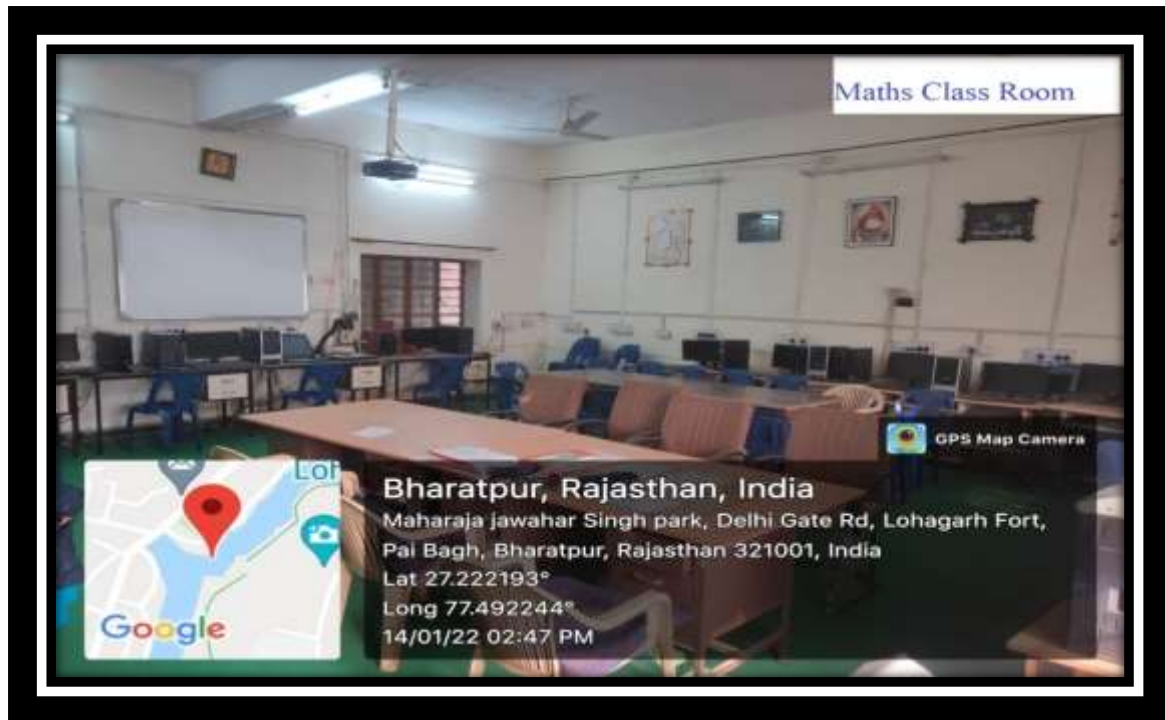 Maths Class Room
GPS Map Camera
Loh
Google
Bharatpur, Rajasthan, India
Maharaja jawahar Singh park, Delhi Gate Rd, Lohagarh Fort,
Pai Bagh, Bharatpur, Rajasthan 321001, India
Lat 27.222193°
Long 77.492244°
14/01/22 02:47 PM